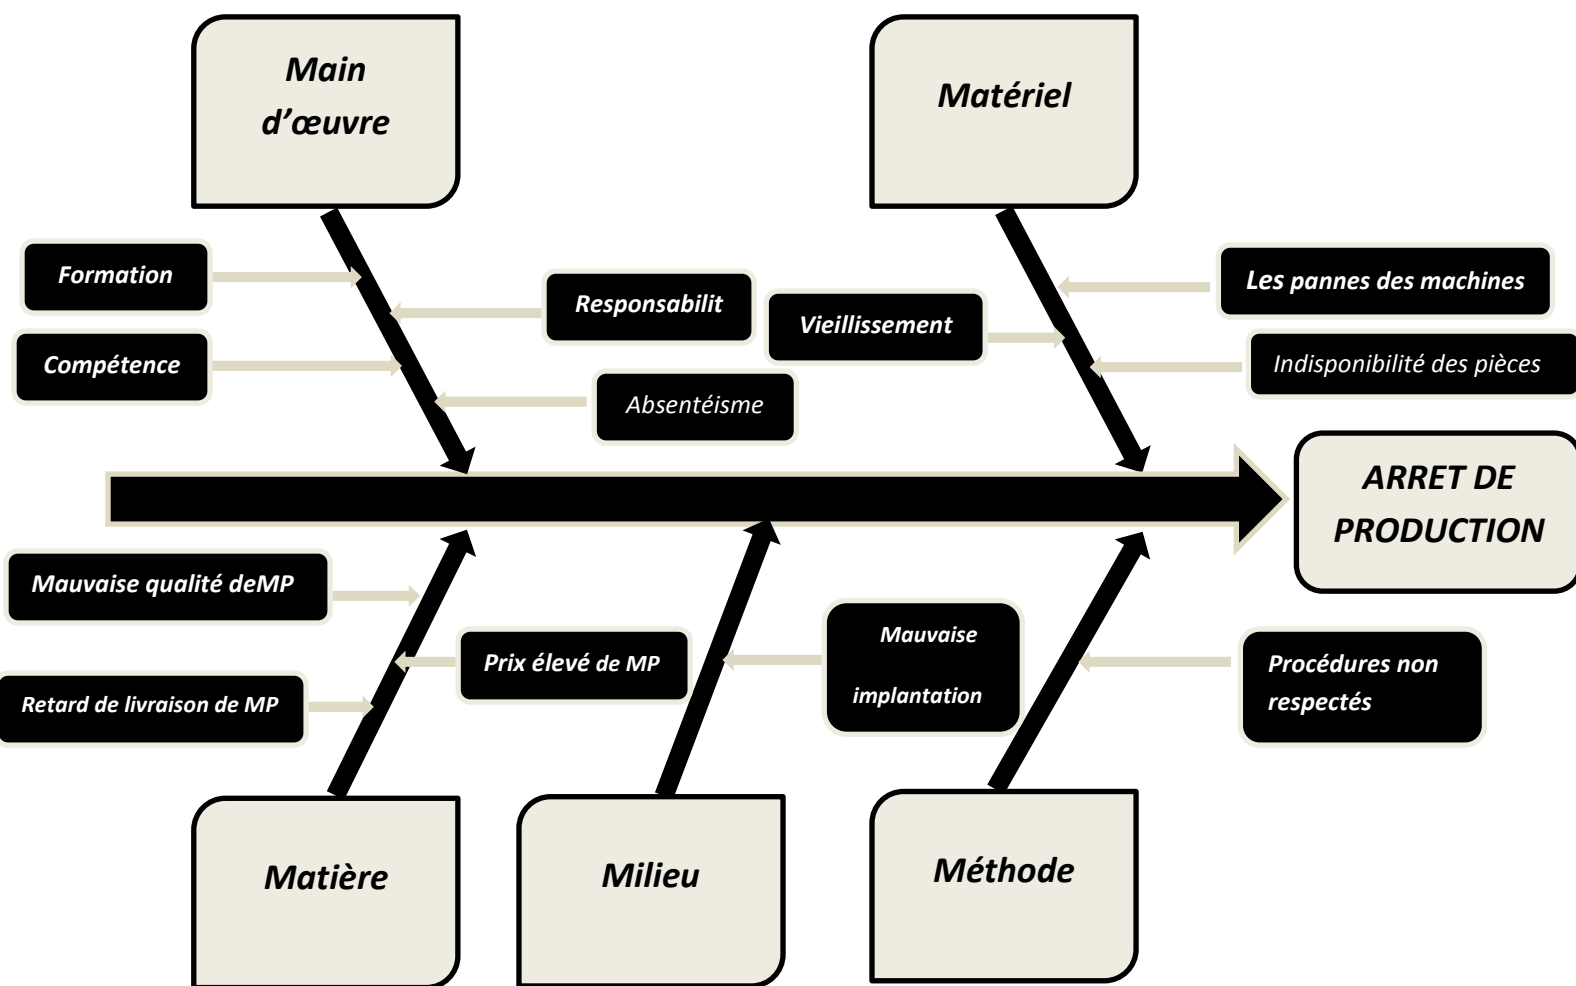 Main
d’œuvre
Matériel
Formation
Responsabilit
Les pannes des machines
Vieillissement
Compétence
Indisponibilité des pièces
Absentéisme
ARRET DE
PRODUCTION
Mauvaise qualité deMP
Prix élevé de MP
Mauvaise
implantation
Procédures non
respectés
Retard de livraison de MP
Matière
Milieu
Méthode